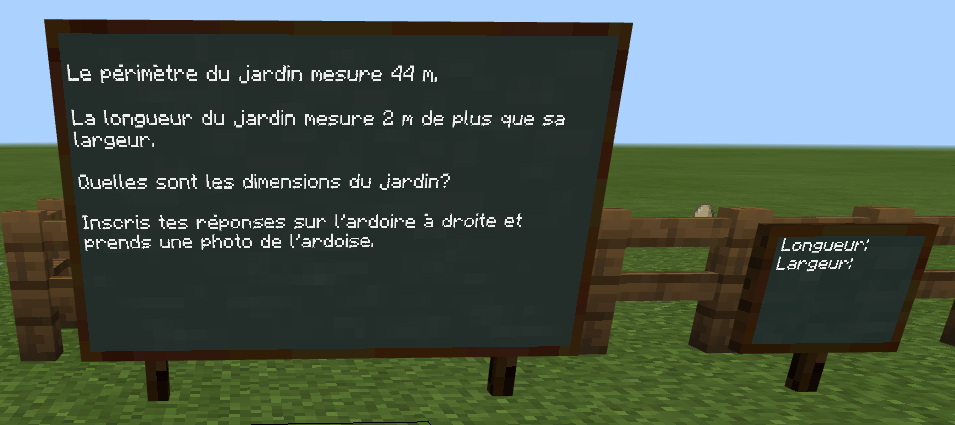 Le périmètre du jardin mesure 44 m.
La longueur du jardin mesure 2 m de plus que sa
largeur.
Quelles sont les dimensions du jardin?
Inscris tes réponses sur l'ardoire à droite et
prends une photo de l'ardoise.
Longueur:
Largeur: